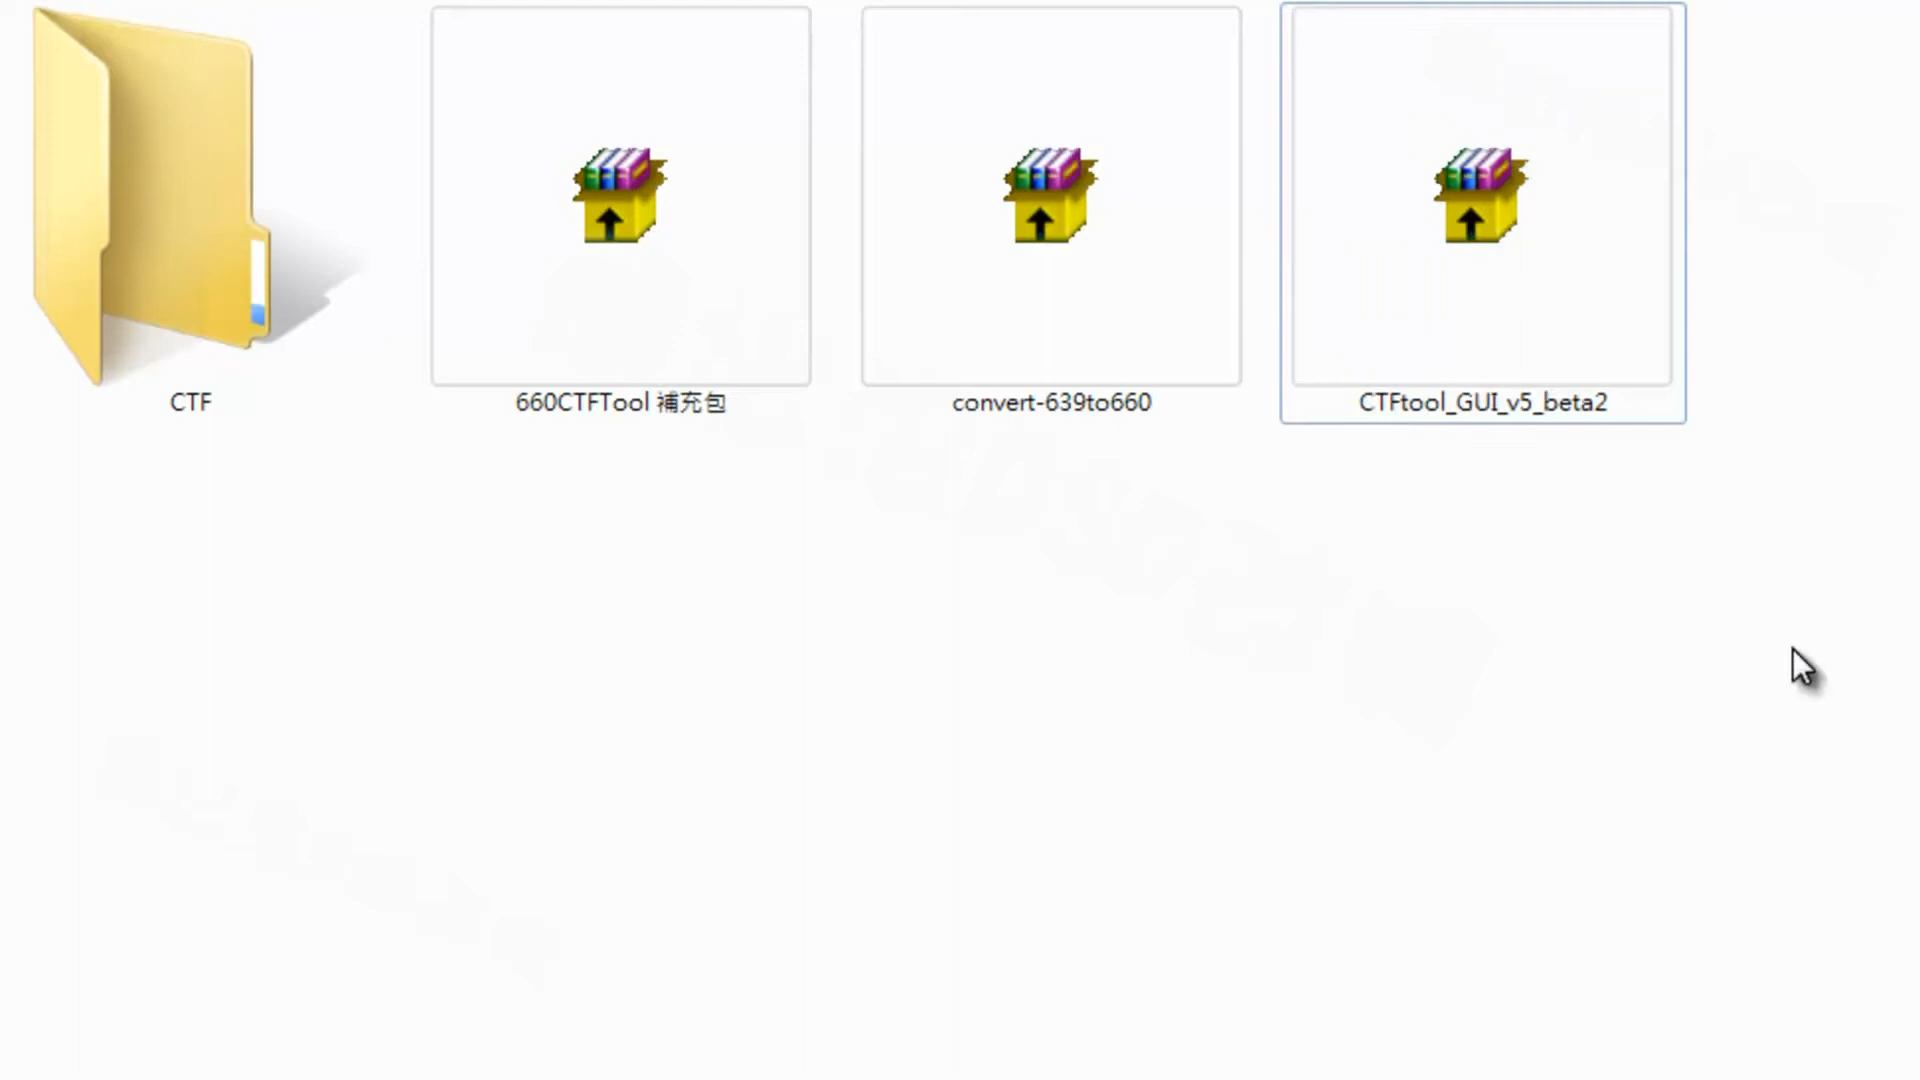 CTF
660CTFTool 補充包
convert-639to660
CTFtool_GUI_v5_beta2